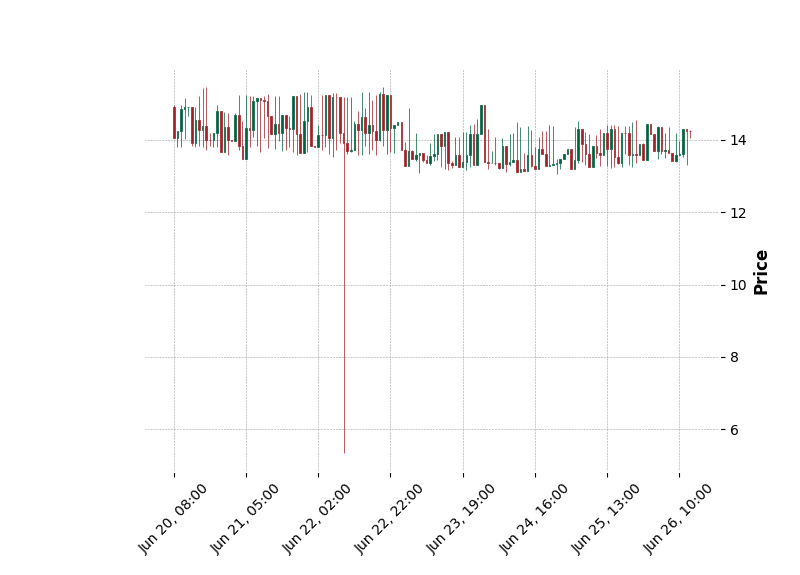 14
12
10
8
6
Price
Jun 20, 08:00
Jun 21, 05:00
Jun 22, 02:00
Jun 22, 22:00
Jun 23, 19:00
Jun 24, 16:00
Jun 25, 13:00
Jun 26, 10:00